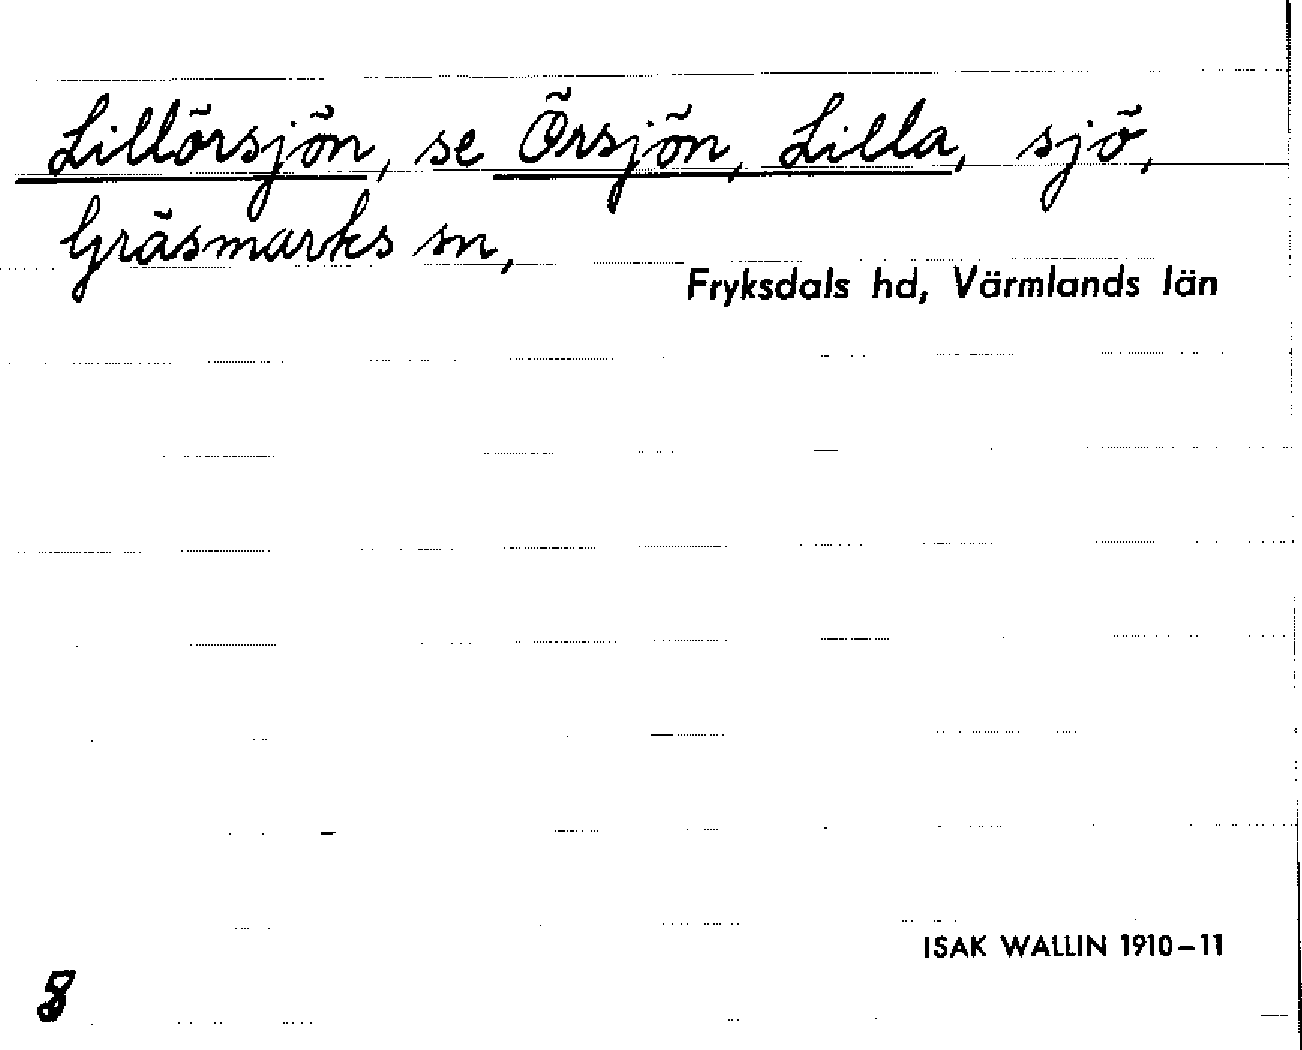 Lillörsjön, se Örsjön, Lilla, sjö,
Gräsmarks sn,
Fryksdals hd, Värmlands län
ISAK WALLIN 1910–11
8